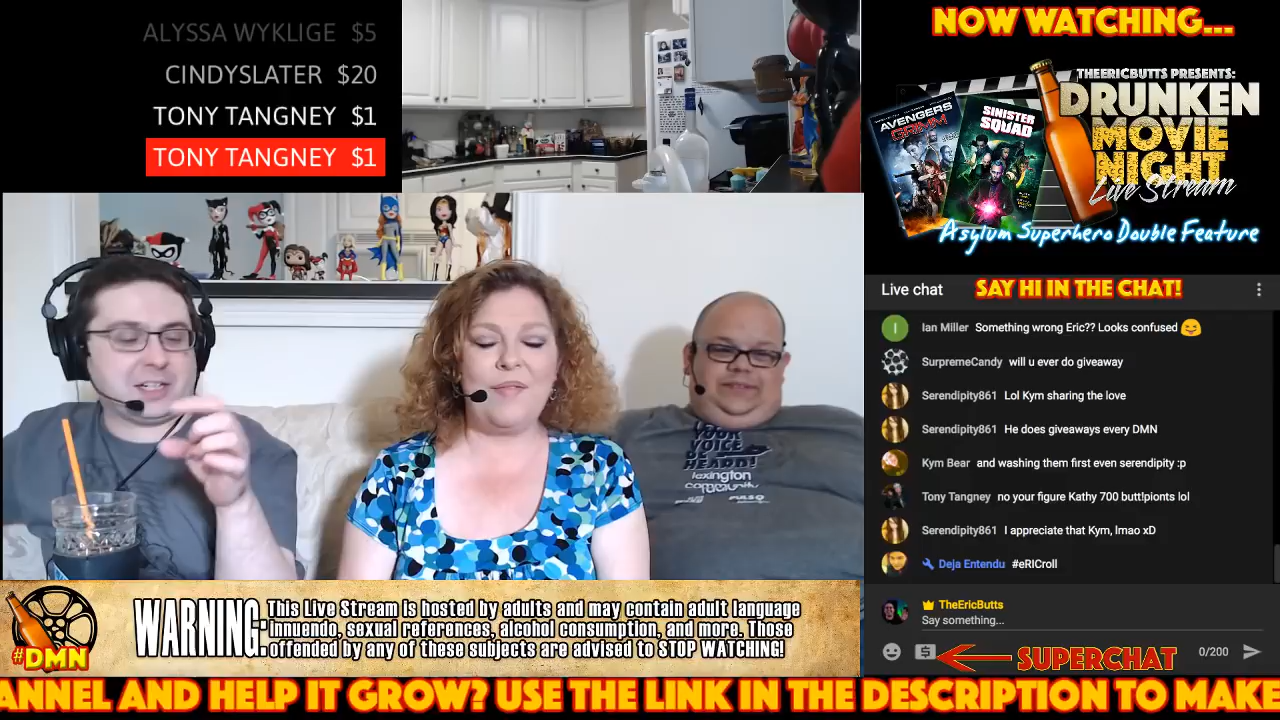 ALYSSA WYKLIGE $5
CINDYSLATER $20
TONY TANGNEY $1
TONY TANGNEY $1
NOW WATCHING...
THEERICBUTTS PRESENTS:
DRUNKEN
MOVIE
NIGHT
Live Stream
AVENGERS
GRIMM
SINISTER
SQUAD
Asylum Superhero Double Feature
Live chat
SAY HI IN THE CHAT!
I
Ian Miller Something wrong Eric?? Looks confused
SurpremeCandy will u ever do giveaway
Serendipity861 Lol Kym sharing the love
Serendipity861 He does giveaways every DMN
Kym Bear and washing them first even serendipity :p
Tony Tangney no your figure Kathy 700 butt!pionts lol
Serendipity861 I appreciate that Kym, lmao xD
Deja Entendu #eRICroll
TheEricButts
Say something...
SUPERCHAT
0/200
YOUR
VOICE
HEARD!
lexington
community
PULSO
#DMN
WARNING:
This Live Stream is hosted by adults and may contain adult language
innuendo, sexual references, alcohol consumption, and more. Those
offended by any of these subjects are advised to STOP WATCHING!
ANNEL AND HELP IT GROW? USE THE LINK IN THE DESCRIPTION TO MAKE